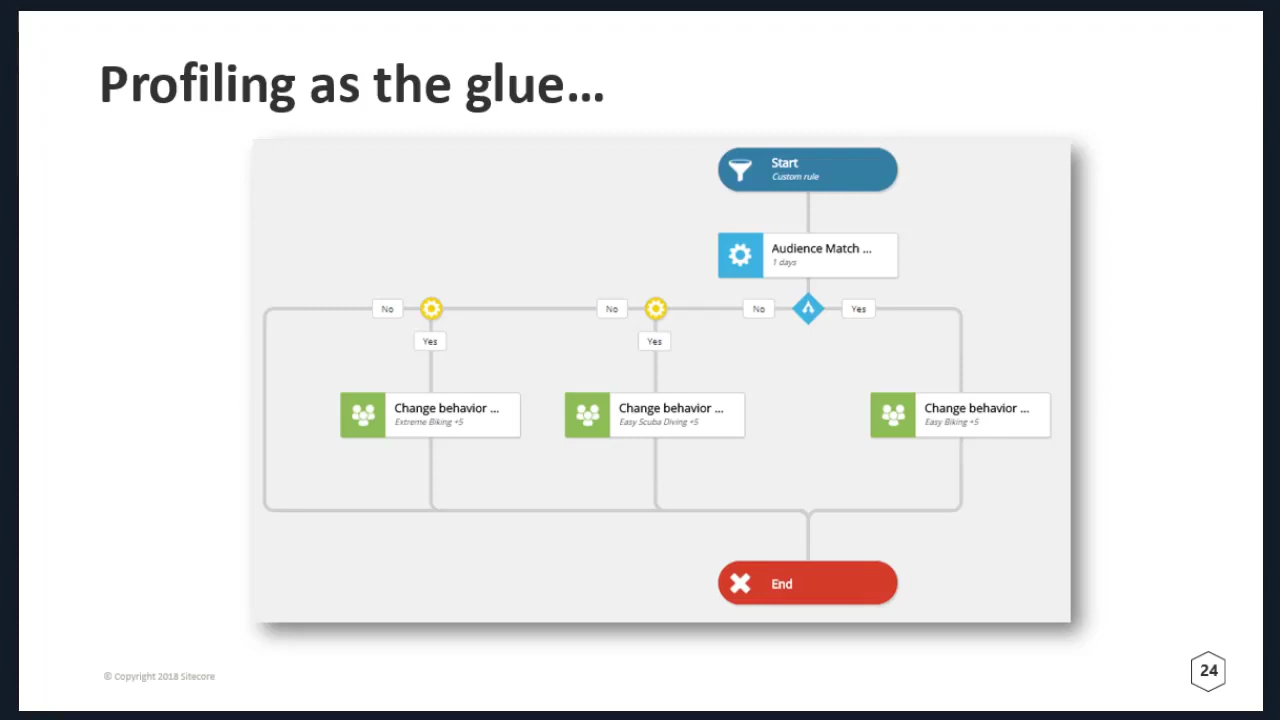 Profiling as the glue...
Start
Custom rule
Audience Match ...
1 days
No
No
No
Yes
Yes
Yes
Change behavior ...
Extreme Biking +5
Change behavior ...
Easy Scuba Diving +5
Change behavior ...
Easy Biking +5
End
© Copyright 2018 Sitecore
24